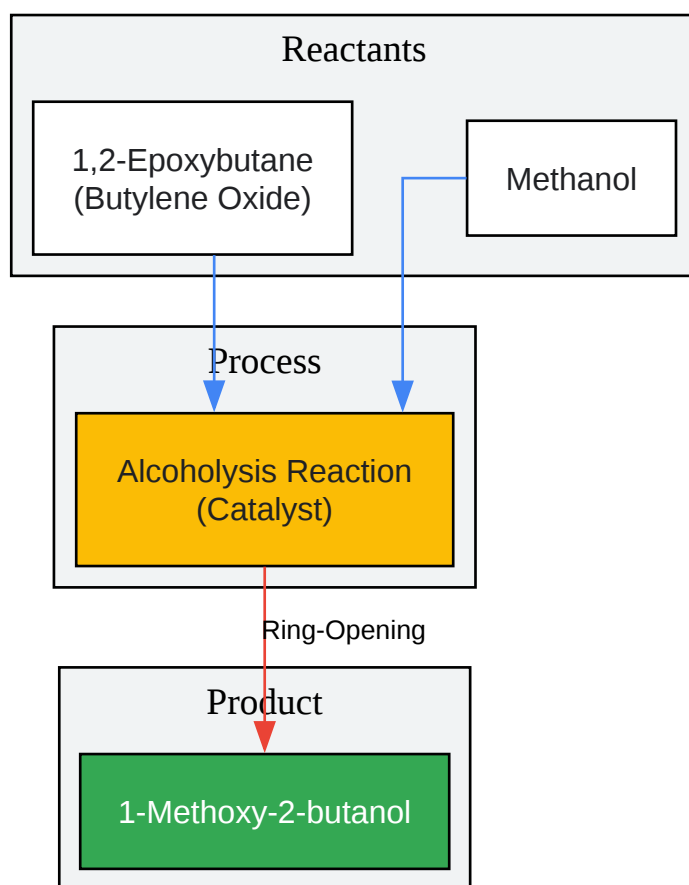 Reactants
1,2-Epoxybutane
(Butylene Oxide)
Methanol
Process
Alcoholysis Reaction
(Catalyst)
Ring-Opening
Product
1-Methoxy-2-butanol